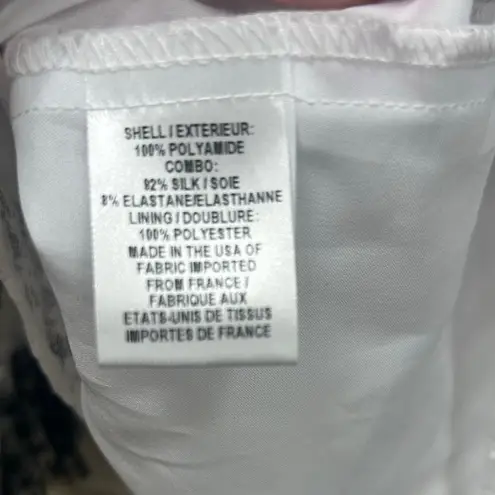 SHELL / EXTERIEUR:
100% POLYAMIDE
COMBO:
92% SILK / SOIE
8% ELASTANE/ELASTHANNE
LINING / DOUBLURE:
100% POLYESTER
MADE IN THE USA OF
FABRIC IMPORTED
FROM FRANCE /
FABRIQUE AUX
ETATS-UNIS DE TISSUS
IMPORTES DE FRANCE